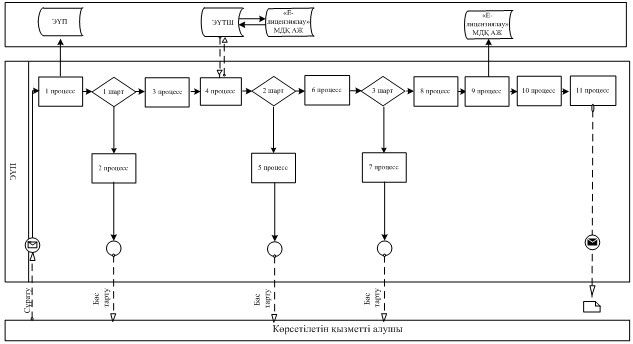 ЭҮП
ЭҮТШ
«Е-
лицензиялау»
МДҚ АЖ
«Е-
лицензиялау»
МДҚ АЖ
ЭҮП
1 процесс
1 шарт
3 процесс
4 процесс
2 шарт
6 процесс
3 шарт
8 процесс
9 процесс
10 процесс
11 процесс
2 процесс
5 процесс
7 процесс
Сұрату
Бас
тарту
Бас
тарту
Бас
тарту
Көрсетілетін қызметті алушы